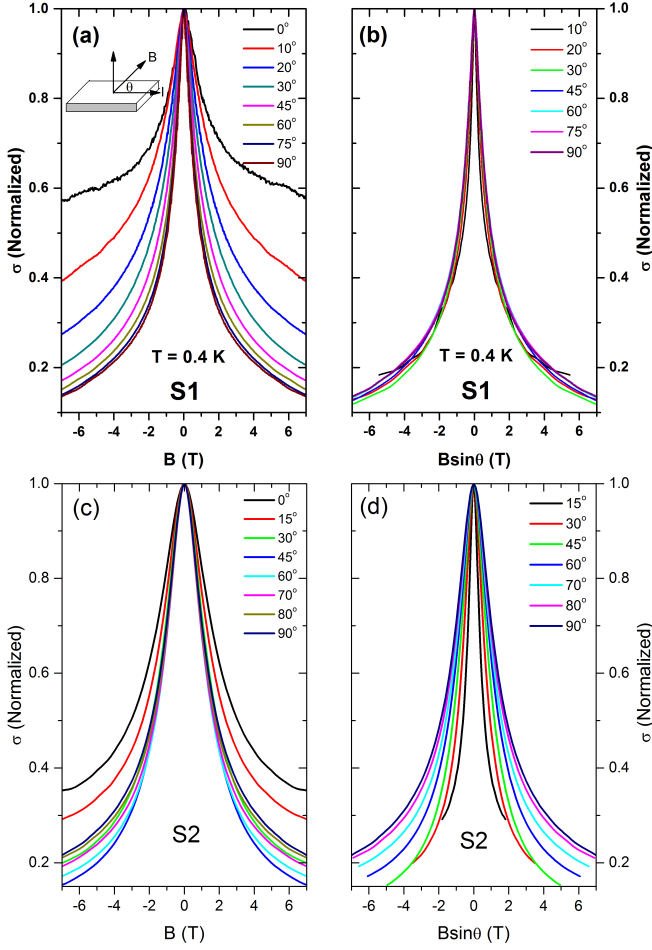 (a)
0°
10°
20°
30°
45°
60°
75°
90°
B
θ
I
1.0
0.8
0.6
0.4
0.2
σ (Normalized)
T = 0.4 K
S1
-6 -4 -2 0 2 4 6
B (T)
(b)
10°
20°
30°
45°
60°
75°
90°
1.0
0.8
0.6
0.4
0.2
σ (Normalized)
T = 0.4 K
S1
-6 -4 -2 0 2 4 6
Bsinθ (T)
(c)
0°
15°
30°
45°
60°
70°
80°
90°
1.0
0.8
0.6
0.4
0.2
σ (Normalized)
S2
-6 -4 -2 0 2 4 6
B (T)
(d)
15°
30°
45°
60°
70°
80°
90°
1.0
0.8
0.6
0.4
0.2
σ (Normalized)
S2
-6 -4 -2 0 2 4 6
Bsinθ (T)